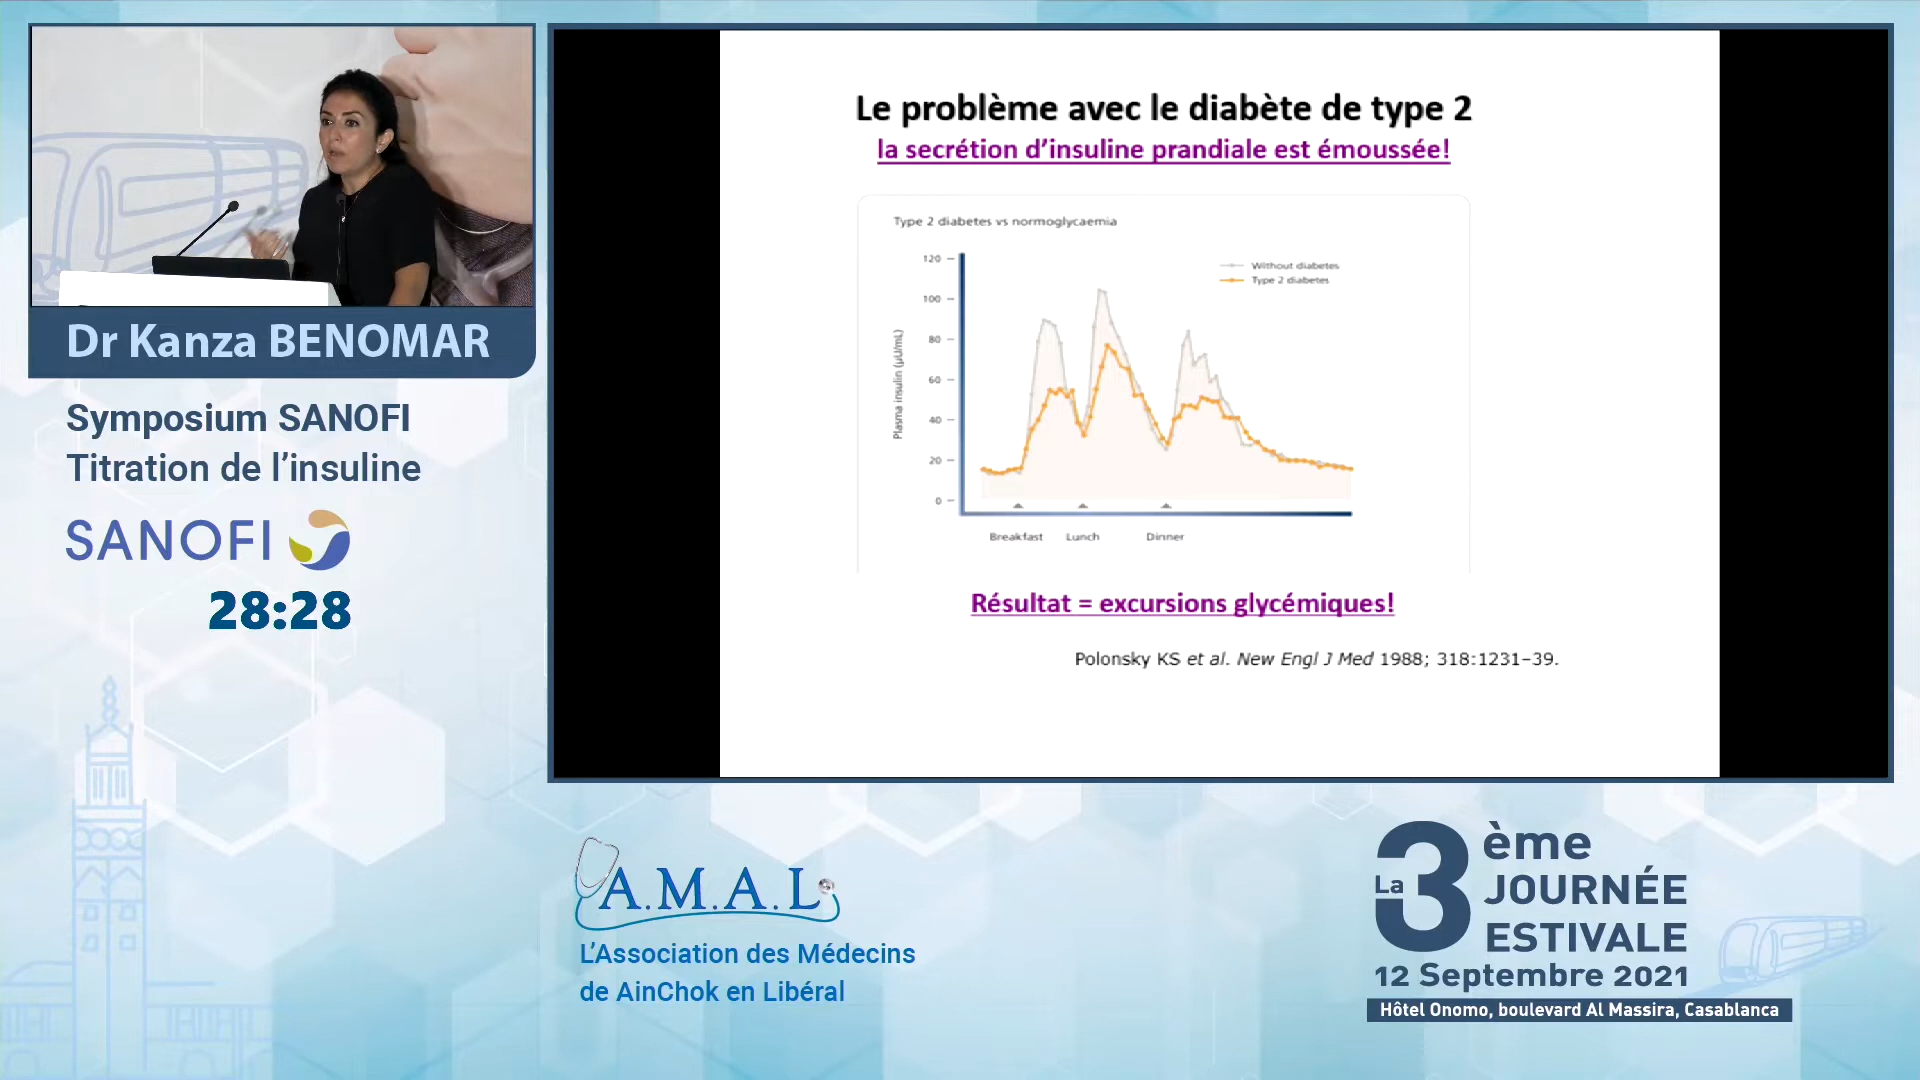 Dr Kanza BENOMAR
Symposium SANOFI
Titration de l'insuline
SANOFI
28:28
Le problème avec le diabète de type 2
la secrétion d'insuline prandiale est émoussée!
Type 2 diabetes vs normoglycaemia
Without diabetes
Type 2 diabetes
Plasma insulin (µU/mL)
120
100
80
60
40
20
0
Breakfast Lunch Dinner
Résultat = excursions glycémiques!
Polonsky KS et al. New Engl J Med 1988; 318:1231–39.
A.M.A.L
L'Association des Médecins
de AinChok en Libéral
La 3ème
JOURNÉE
ESTIVALE
12 Septembre 2021
Hôtel Onomo, boulevard Al Massira, Casablanca